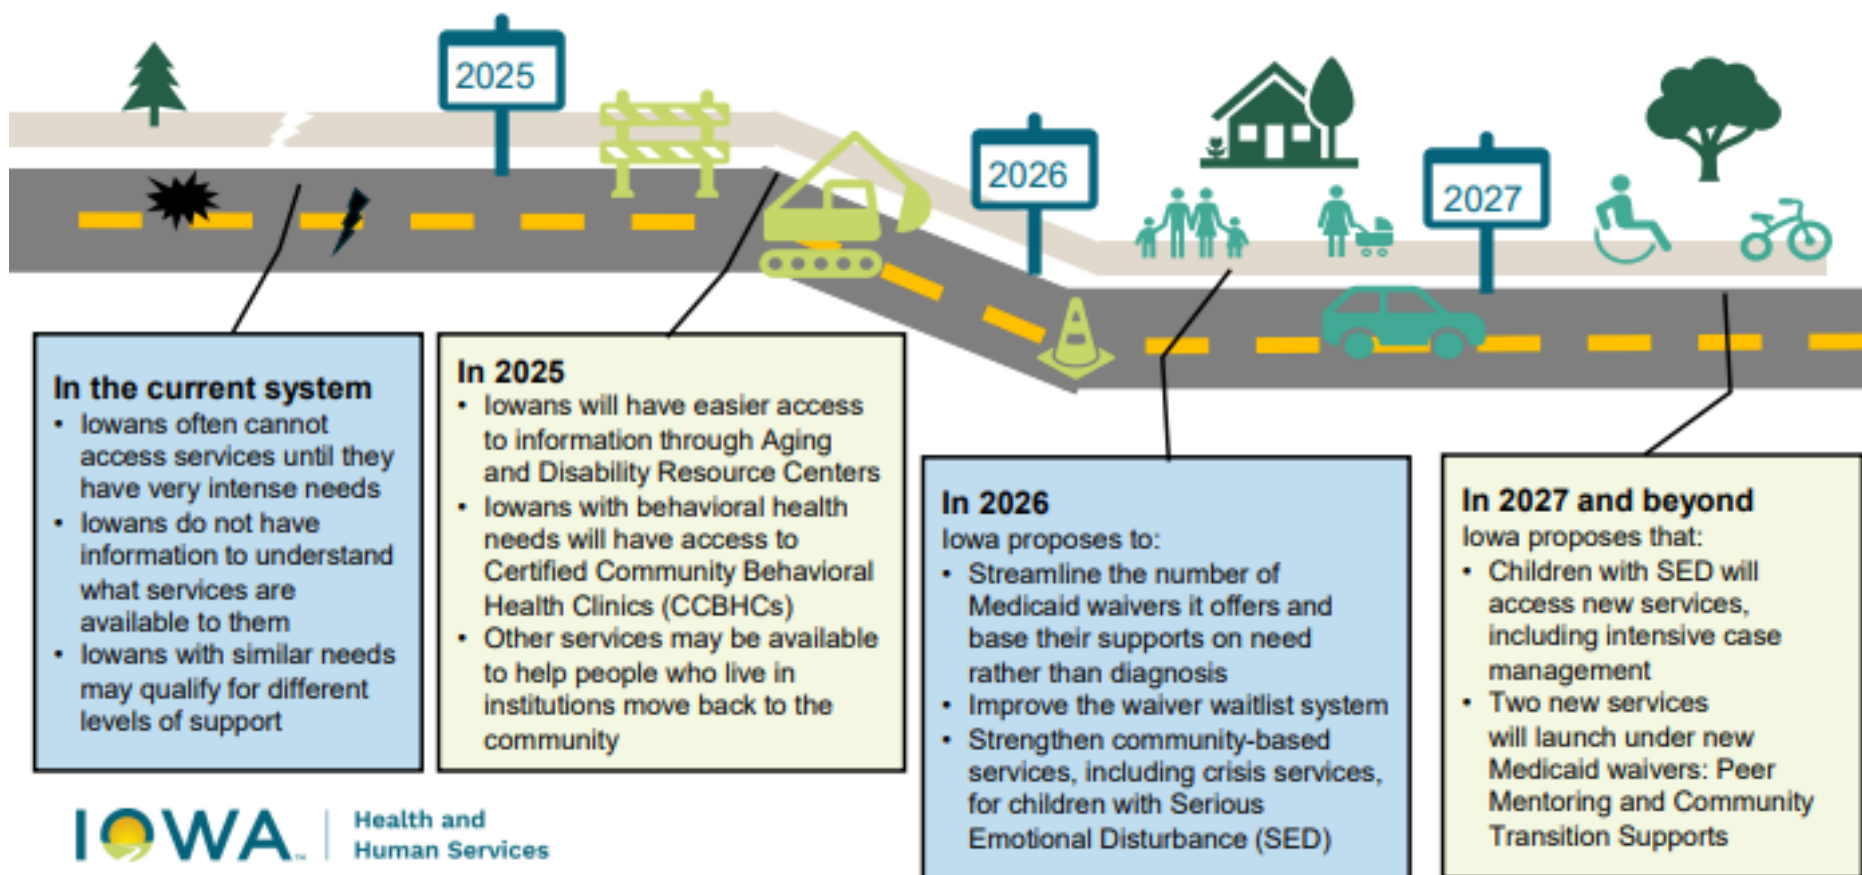 2025
2026
2027
In the current system
• Iowans often cannot
access services until they
have very intense needs
• Iowans do not have
information to understand
what services are
available to them
• Iowans with similar needs
may qualify for different
levels of support
In 2025
• Iowans will have easier access
to information through Aging
and Disability Resource Centers
• Iowans with behavioral health
needs will have access to
Certified Community Behavioral
Health Clinics (CCBHCs)
• Other services may be available
to help people who live in
institutions move back to the
community
In 2026
Iowa proposes to:
• Streamline the number of
Medicaid waivers it offers and
base their supports on need
rather than diagnosis
• Improve the waiver waitlist system
• Strengthen community-based
services, including crisis services,
for children with Serious
Emotional Disturbance (SED)
In 2027 and beyond
Iowa proposes that:
• Children with SED will
access new services,
including intensive case
management
• Two new services
will launch under new
Medicaid waivers: Peer
Mentoring and Community
Transition Supports
IOWA™
Health and
Human Services